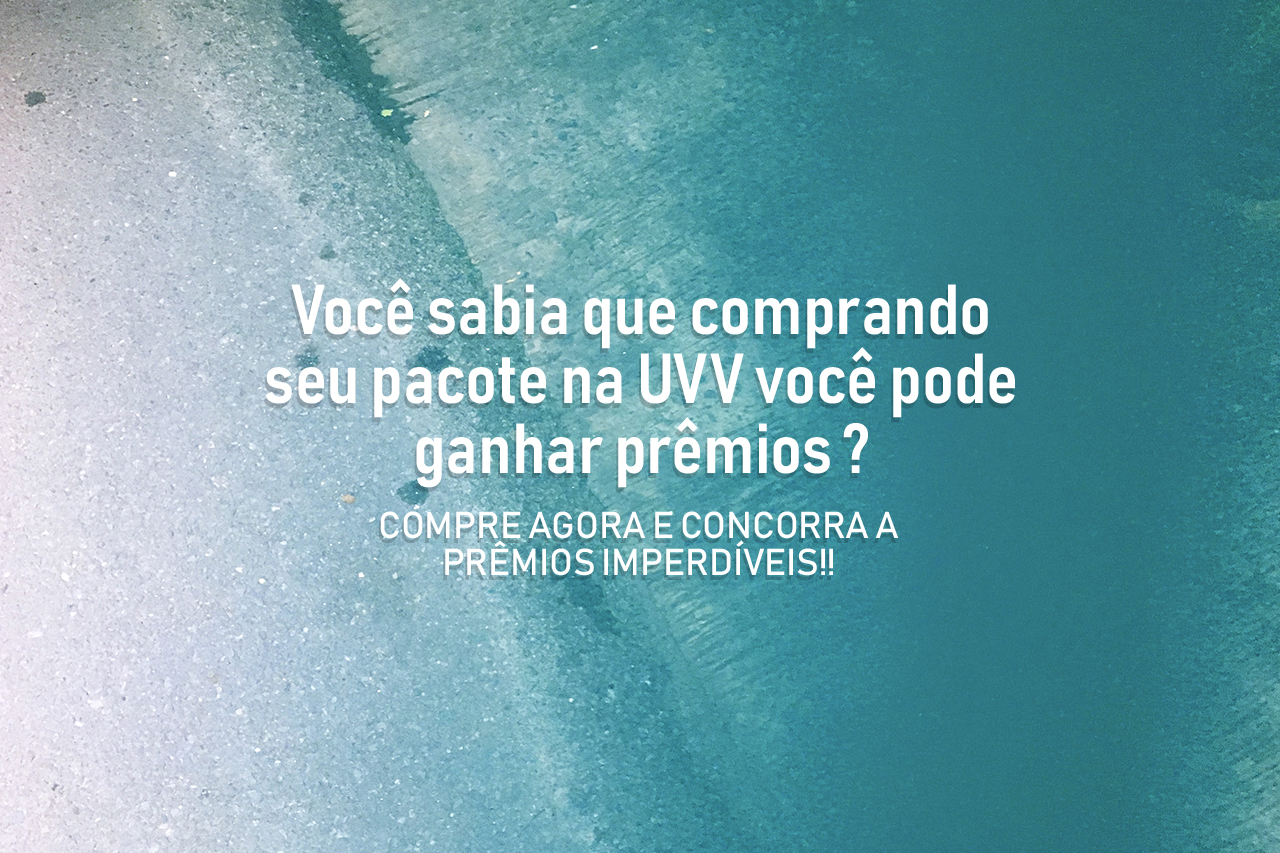 Você sabia que comprando
seu pacote na UVV você pode
ganhar prêmios ?
COMPRE AGORA E CONCORRA A
PRÊMIOS IMPERDÍVEIS!!